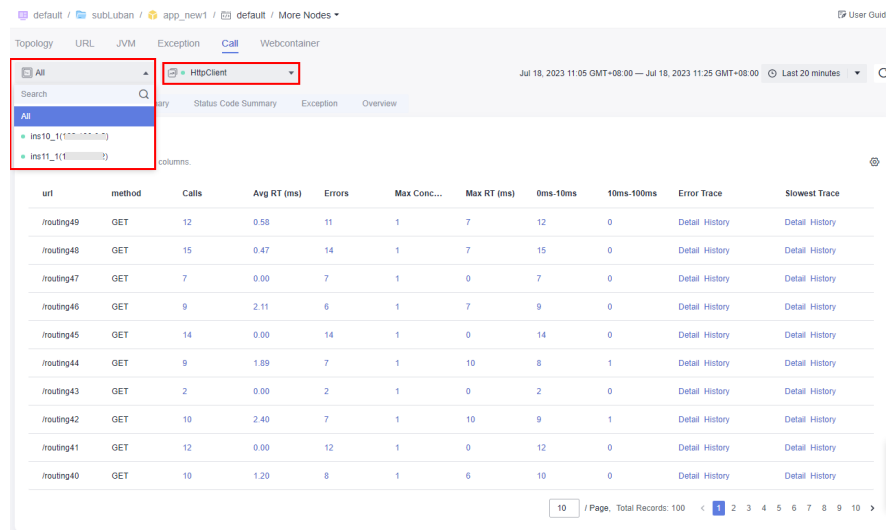 default / subLuban / app_new1 / default / More Nodes User Guid
Topology URL JVM Exception Call Webcontainer
All HttpClient Jul 18, 2023 11:05 GMT+08:00 — Jul 18, 2023 11:25 GMT+08:00 Last 20 minutes
Search
ary Status Code Summary Exception Overview
All
ins10_1(
ins11_1(1
columns.
url method Calls Avg RT (ms) Errors Max Conc... Max RT (ms) 0ms-10ms 10ms-100ms Error Trace Slowest Trace
/routing49 GET 12 0.58 11 1 7 12 0 Detail History Detail History
/routing48 GET 15 0.47 14 1 7 15 0 Detail History Detail History
/routing47 GET 7 0.00 7 1 0 7 0 Detail History Detail History
/routing46 GET 9 2.11 6 1 7 9 0 Detail History Detail History
/routing45 GET 14 0.00 14 1 0 14 0 Detail History Detail History
/routing44 GET 9 1.89 7 1 10 8 1 Detail History Detail History
/routing43 GET 2 0.00 2 1 0 2 0 Detail History Detail History
/routing42 GET 10 2.40 7 1 10 9 1 Detail History Detail History
/routing41 GET 12 0.00 12 1 0 12 0 Detail History Detail History
/routing40 GET 10 1.20 8 1 6 10 0 Detail History Detail History
10 / Page, Total Records: 100 < 1 2 3 4 5 6 7 8 9 10 >